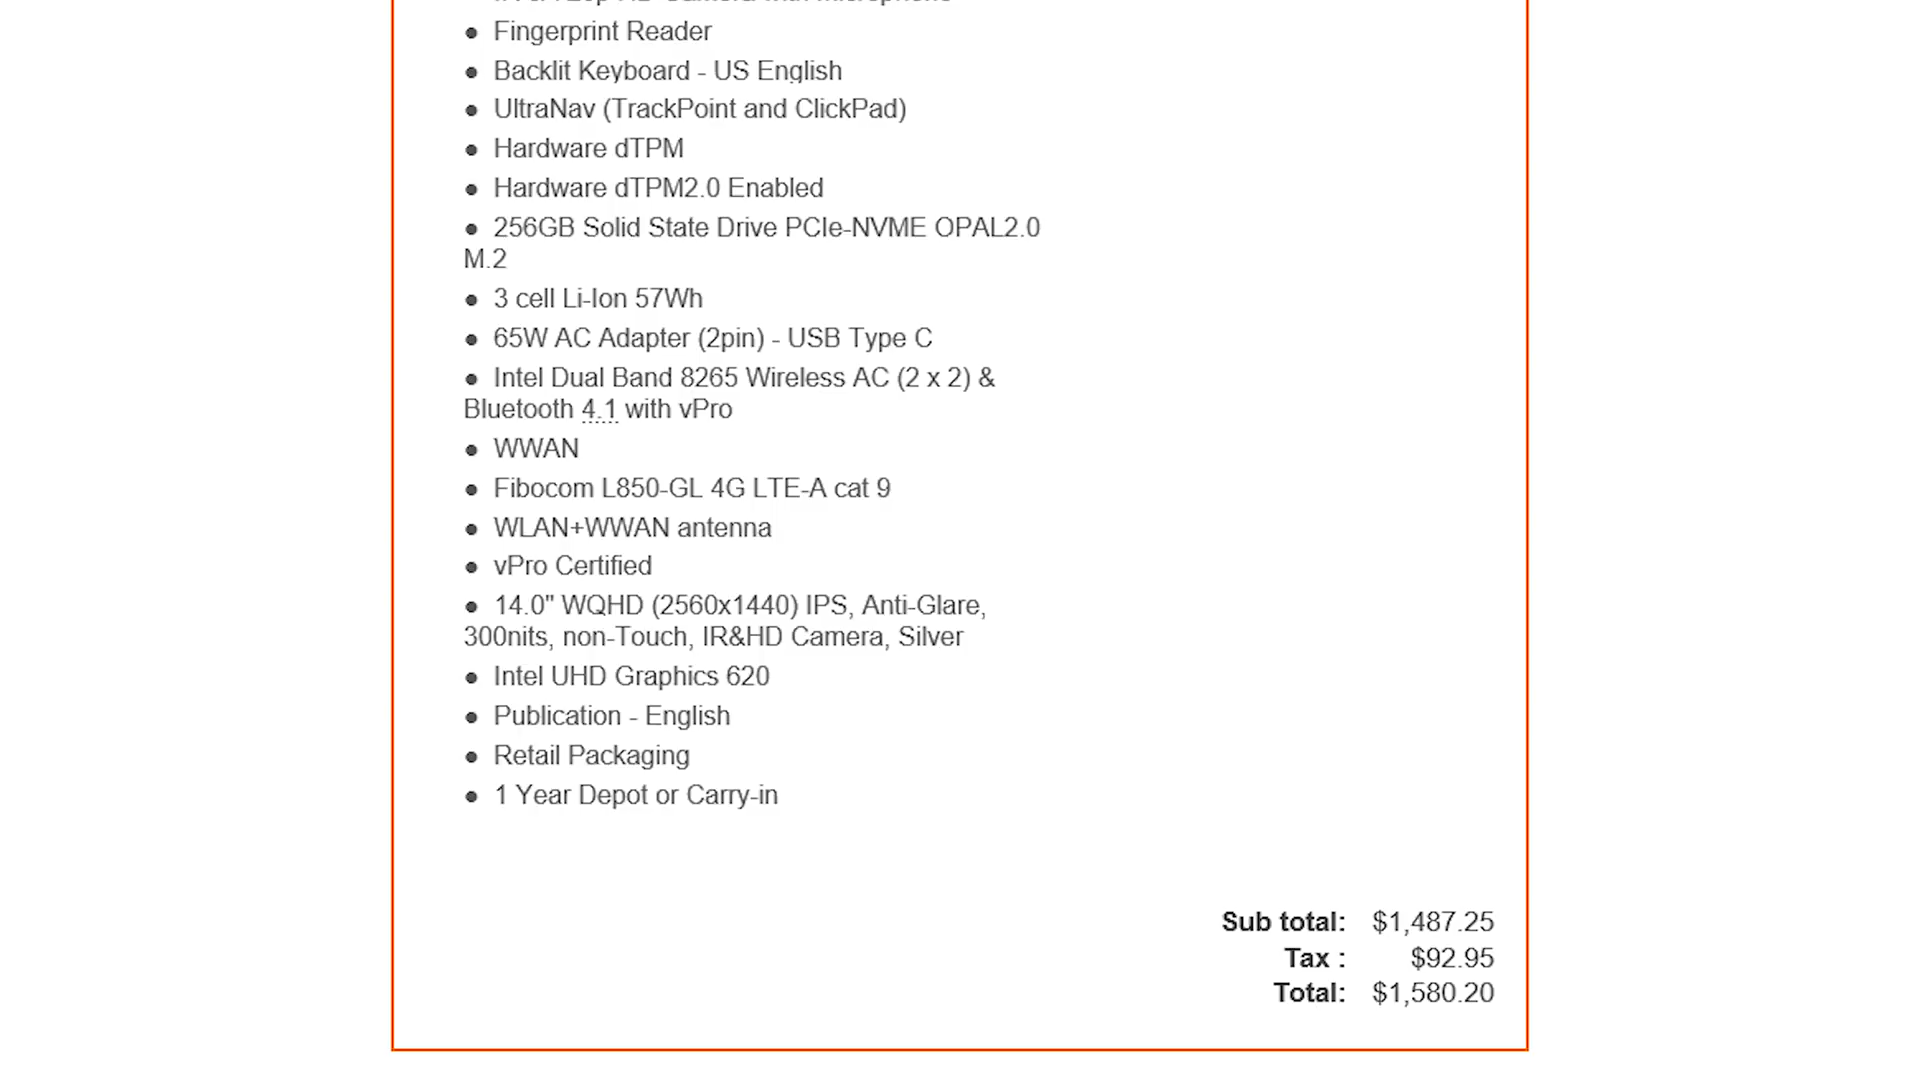 ● Fingerprint Reader
● Backlit Keyboard - US English
● UltraNav (TrackPoint and ClickPad)
● Hardware dTPM
● Hardware dTPM2.0 Enabled
● 256GB Solid State Drive PCIe-NVME OPAL2.0
M.2
● 3 cell Li-Ion 57Wh
● 65W AC Adapter (2pin) - USB Type C
● Intel Dual Band 8265 Wireless AC (2 x 2) &
Bluetooth 4.1 with vPro
● WWAN
● Fibocom L850-GL 4G LTE-A cat 9
● WLAN+WWAN antenna
● vPro Certified
● 14.0" WQHD (2560x1440) IPS, Anti-Glare,
300nits, non-Touch, IR&HD Camera, Silver
● Intel UHD Graphics 620
● Publication - English
● Retail Packaging
● 1 Year Depot or Carry-in
Sub total: $1,487.25
Tax : $92.95
Total: $1,580.20